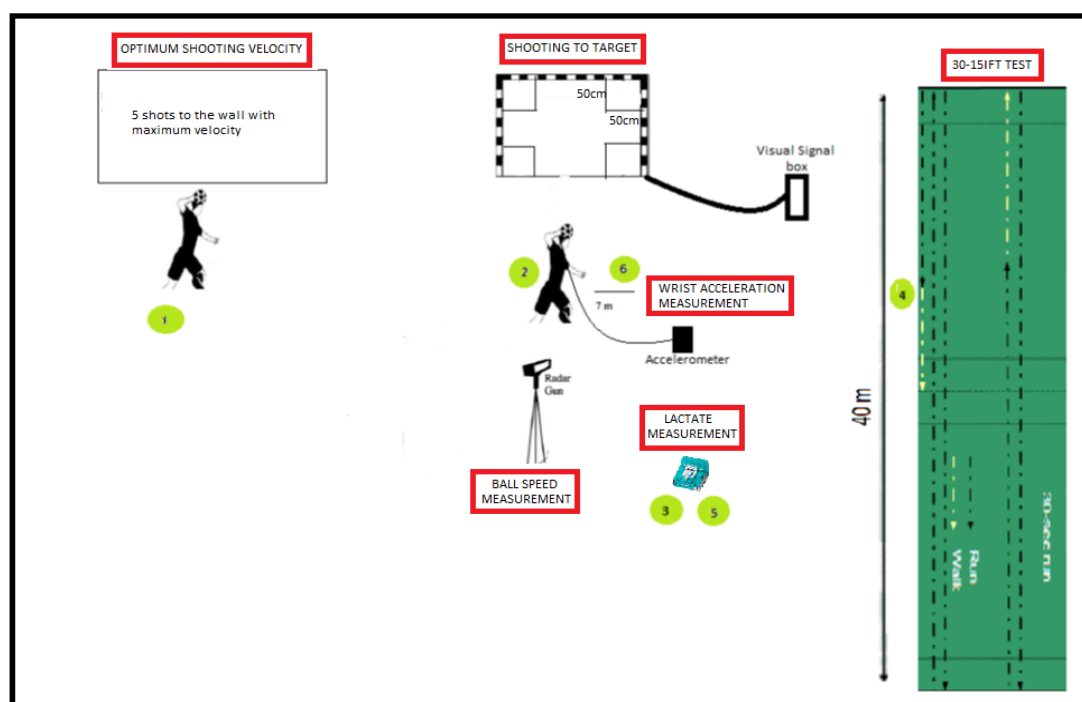 OPTIMUM SHOOTING VELOCITY
5 shots to the wall with
maximum velocity
1
SHOOTING TO TARGET
50cm
50cm
Visual Signal
box
2
6
7 m
WRIST ACCELERATION
MEASUREMENT
Accelerometer
Radar
Gun
BALL SPEED
MEASUREMENT
LACTATE
MEASUREMENT
3
5
30-15IFT TEST
4
40 m
Walk
Run
30-sec run